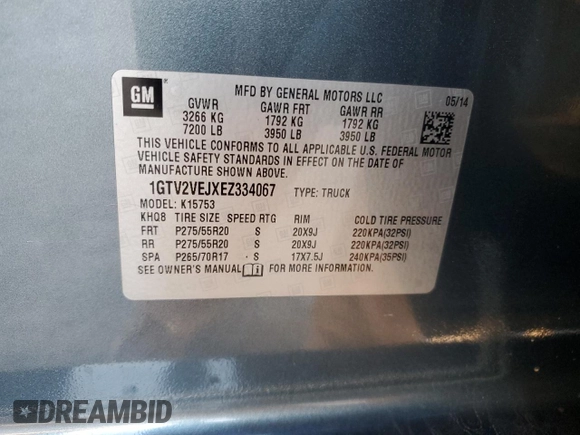 GM
MFD BY GENERAL MOTORS LLC 05/14
GVWR GAWR FRT GAWR RR
3266 KG 1792 KG 1792 KG
7200 LB 3950 LB 3950 LB
THIS VEHICLE CONFORMS TO ALL APPLICABLE U.S. FEDERAL MOTOR
VEHICLE SAFETY STANDARDS IN EFFECT ON THE DATE OF
MANUFACTURE SHOWN ABOVE.
1GTV2VEJXEZ334067 TYPE: TRUCK
MODEL: K15753
KHQ8 TIRE SIZE SPEED RTG RIM COLD TIRE PRESSURE
FRT P275/55R20 S 20X9J 220KPA(32PSI)
RR P275/55R20 S 20X9J 220KPA(32PSI)
SPA P265/70R17 S 17X7.5J 240KPA(35PSI)
SEE OWNER'S MANUAL FOR MORE INFORMATION.
DREAMBID